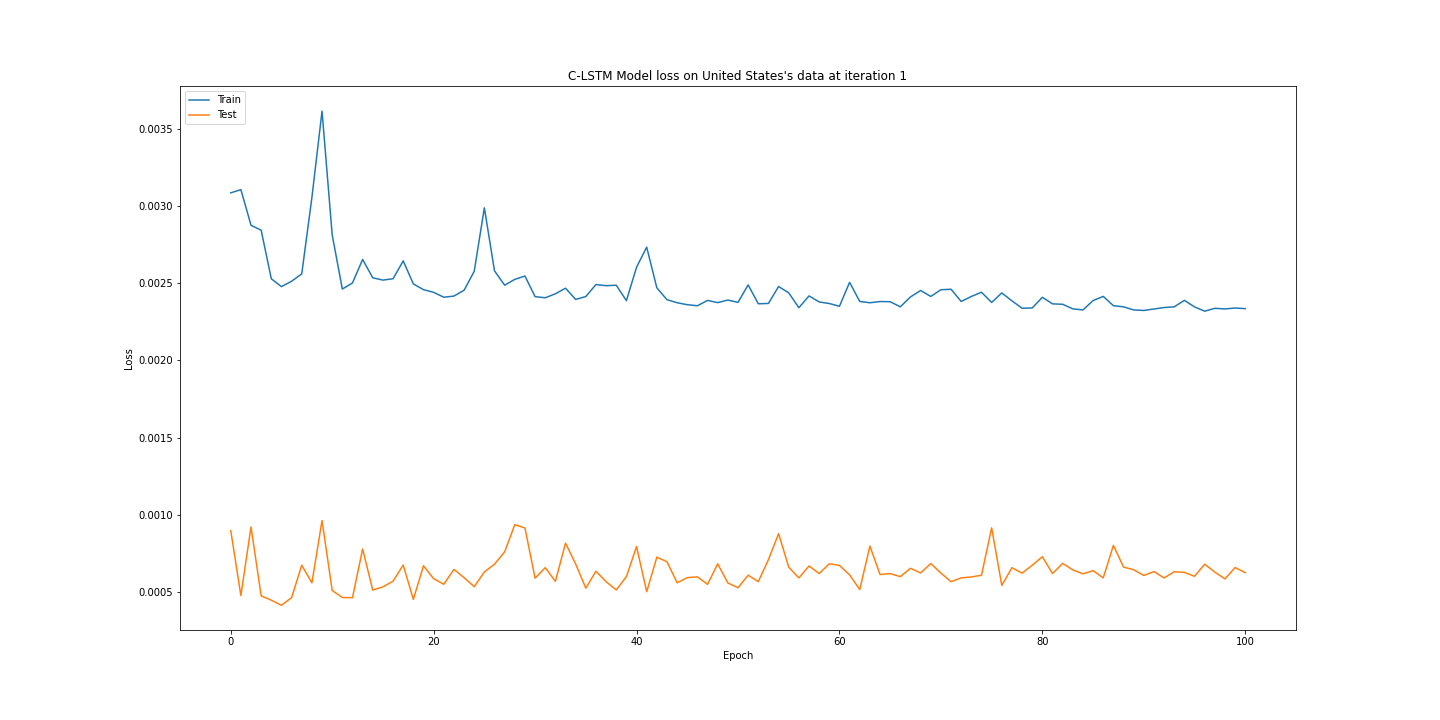 C-LSTM Model loss on United States's data at iteration 1
Train
Test
0.0035
0.0030
0.0025
0.0020
0.0015
0.0010
0.0005
Loss
0 20 40 60 80 100
Epoch